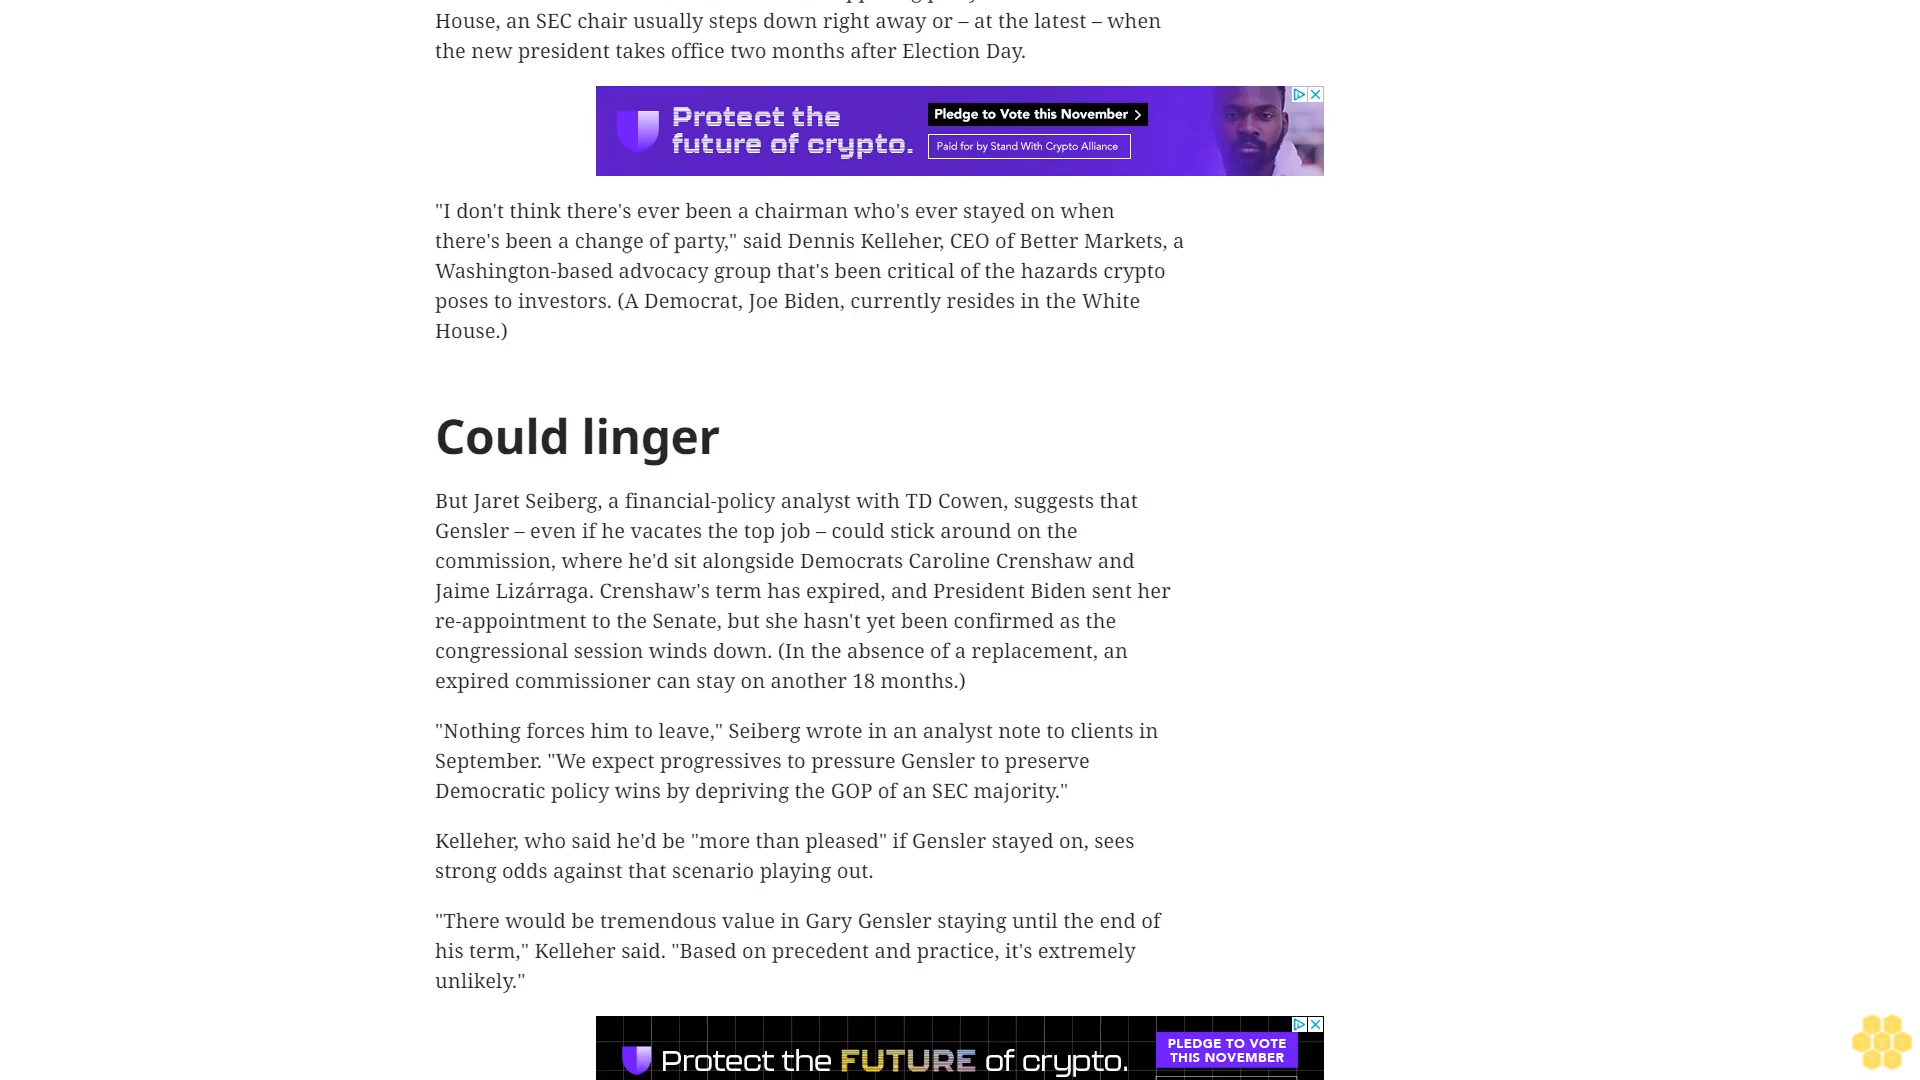 House, an SEC chair usually steps down right away or – at the latest – when
the new president takes office two months after Election Day.
Protect the
future of crypto.
Pledge to Vote this November >
Paid for by Stand With Crypto Alliance
"I don't think there's ever been a chairman who's ever stayed on when
there's been a change of party," said Dennis Kelleher, CEO of Better Markets, a
Washington-based advocacy group that's been critical of the hazards crypto
poses to investors. (A Democrat, Joe Biden, currently resides in the White
House.)
Could linger
But Jaret Seiberg, a financial-policy analyst with TD Cowen, suggests that
Gensler – even if he vacates the top job – could stick around on the
commission, where he'd sit alongside Democrats Caroline Crenshaw and
Jaime Lizárraga. Crenshaw's term has expired, and President Biden sent her
re-appointment to the Senate, but she hasn't yet been confirmed as the
congressional session winds down. (In the absence of a replacement, an
expired commissioner can stay on another 18 months.)
"Nothing forces him to leave," Seiberg wrote in an analyst note to clients in
September. "We expect progressives to pressure Gensler to preserve
Democratic policy wins by depriving the GOP of an SEC majority."
Kelleher, who said he'd be "more than pleased" if Gensler stayed on, sees
strong odds against that scenario playing out.
"There would be tremendous value in Gary Gensler staying until the end of
his term," Kelleher said. "Based on precedent and practice, it's extremely
unlikely."
Protect the FUTURE of crypto.
PLEDGE TO VOTE
THIS NOVEMBER